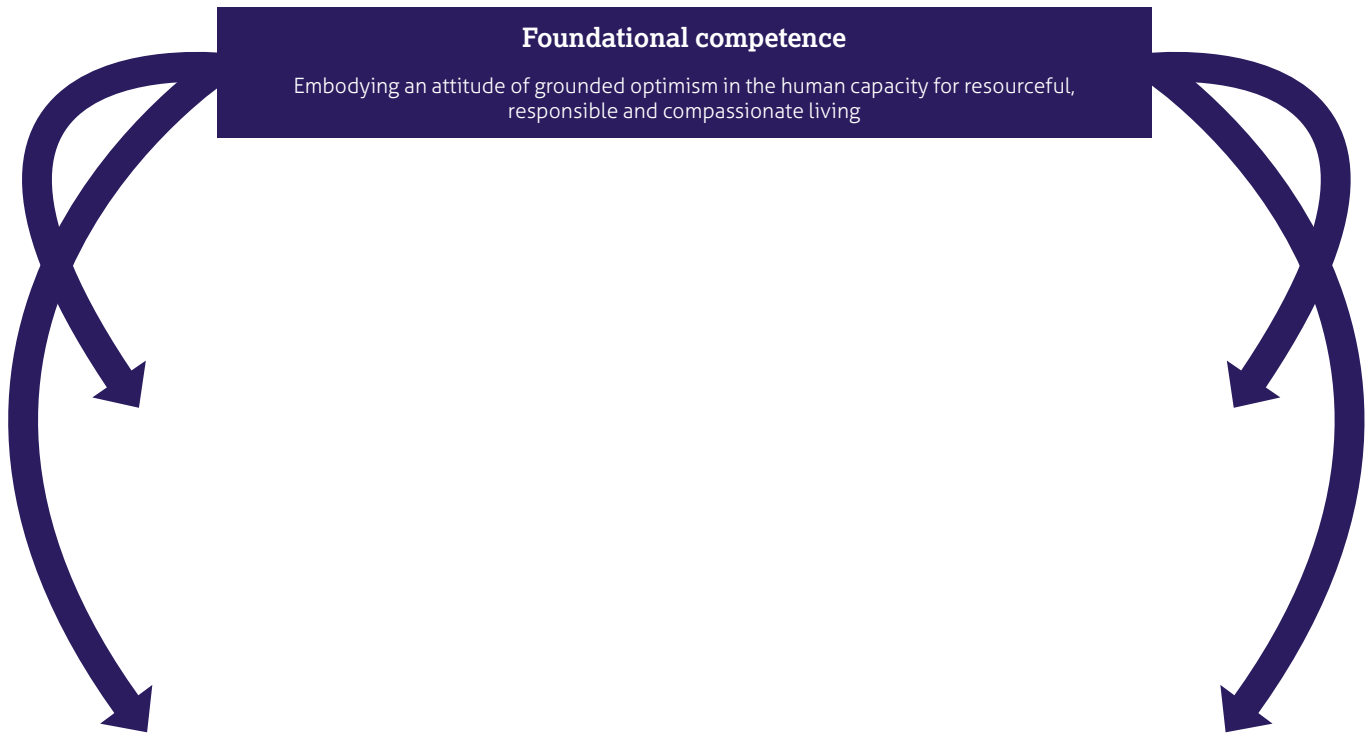 Foundational competence
Embodying an attitude of grounded optimism in the human capacity for resourceful,
responsible and compassionate living